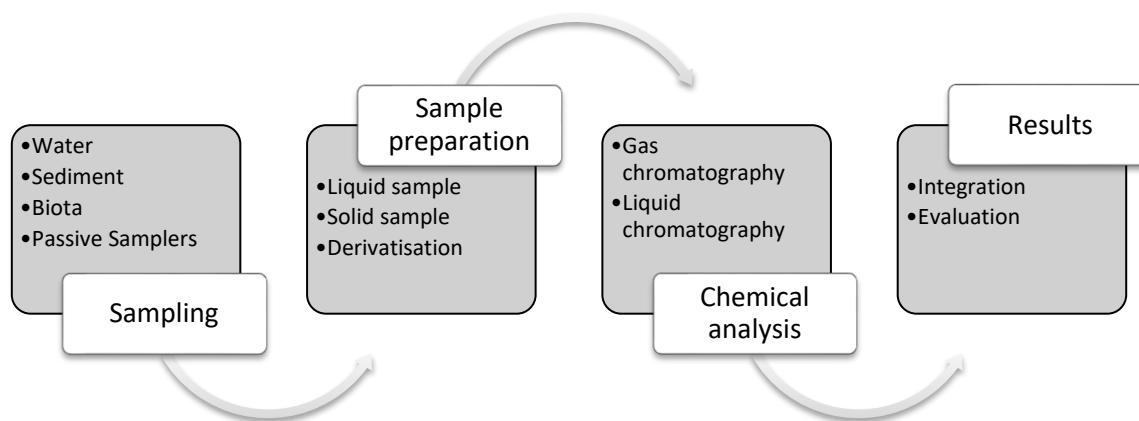 •Water
•Sediment
•Biota
•Passive Samplers
Sampling
Sample
preparation
•Liquid sample
•Solid sample
•Derivatisation
•Gas
chromatography
•Liquid
chromatography
Chemical
analysis
Results
•Integration
•Evaluation